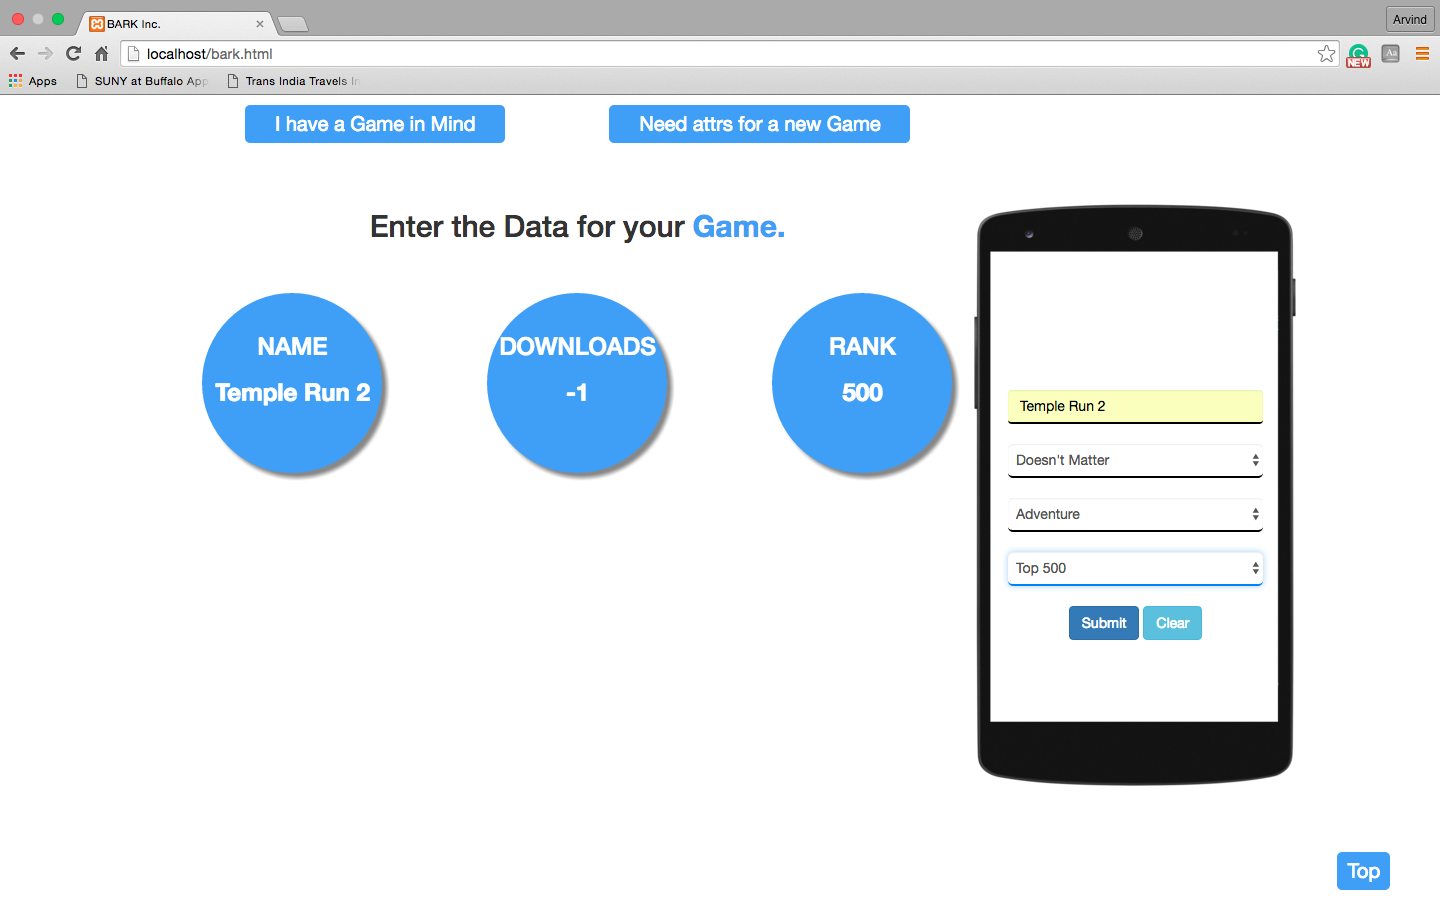 BARK Inc.
Arvind
localhost/bark.html
NEW
Aa
Apps
SUNY at Buffalo App
Trans India Travels In
I have a Game in Mind
Need attrs for a new Game
Enter the Data for your Game.
NAME
Temple Run 2
DOWNLOADS
-1
RANK
500
Temple Run 2
Doesn't Matter
Adventure
Top 500
Submit
Clear
Top